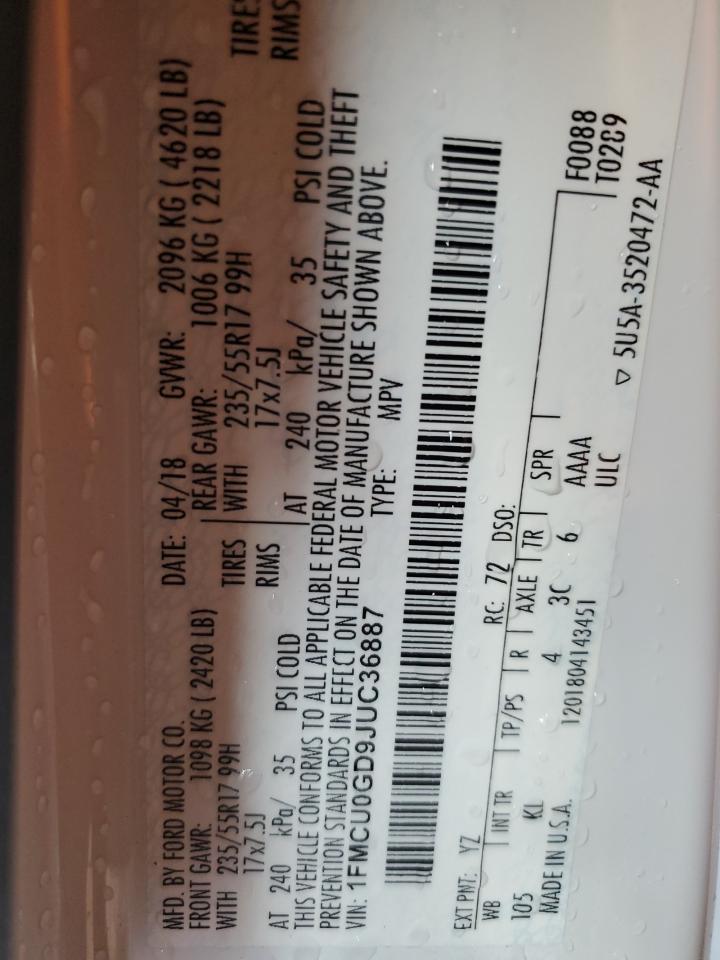 MFD. BY FORD MOTOR CO. DATE: 04/18 GVWR: 2096 KG ( 4620 LB)
FRONT GAWR: 1098 KG ( 2420 LB) REAR GAWR: 1006 KG ( 2218 LB)
WITH 235/55R17 99H TIRES WITH 235/55R17 99H TIRES
17x7.5J RIMS 17x7.5J RIMS
AT 240 kPa/ 35 PSI COLD AT 240 kPa/ 35 PSI COLD
THIS VEHICLE CONFORMS TO ALL APPLICABLE FEDERAL MOTOR VEHICLE SAFETY AND THEFT
PREVENTION STANDARDS IN EFFECT ON THE DATE OF MANUFACTURE SHOWN ABOVE.
VIN: 1FMCU0GD9JUC36887 TYPE: MPV
EXT PNT: YZ RC: 72 DSO:
WB INT TR TP/PS R AXLE TR SPR F0088
105 KL 4 3C 6 AAAA T0289
MADE IN U.S.A. 1201804143451 ULC
▽ 5U5A-3520472-AA